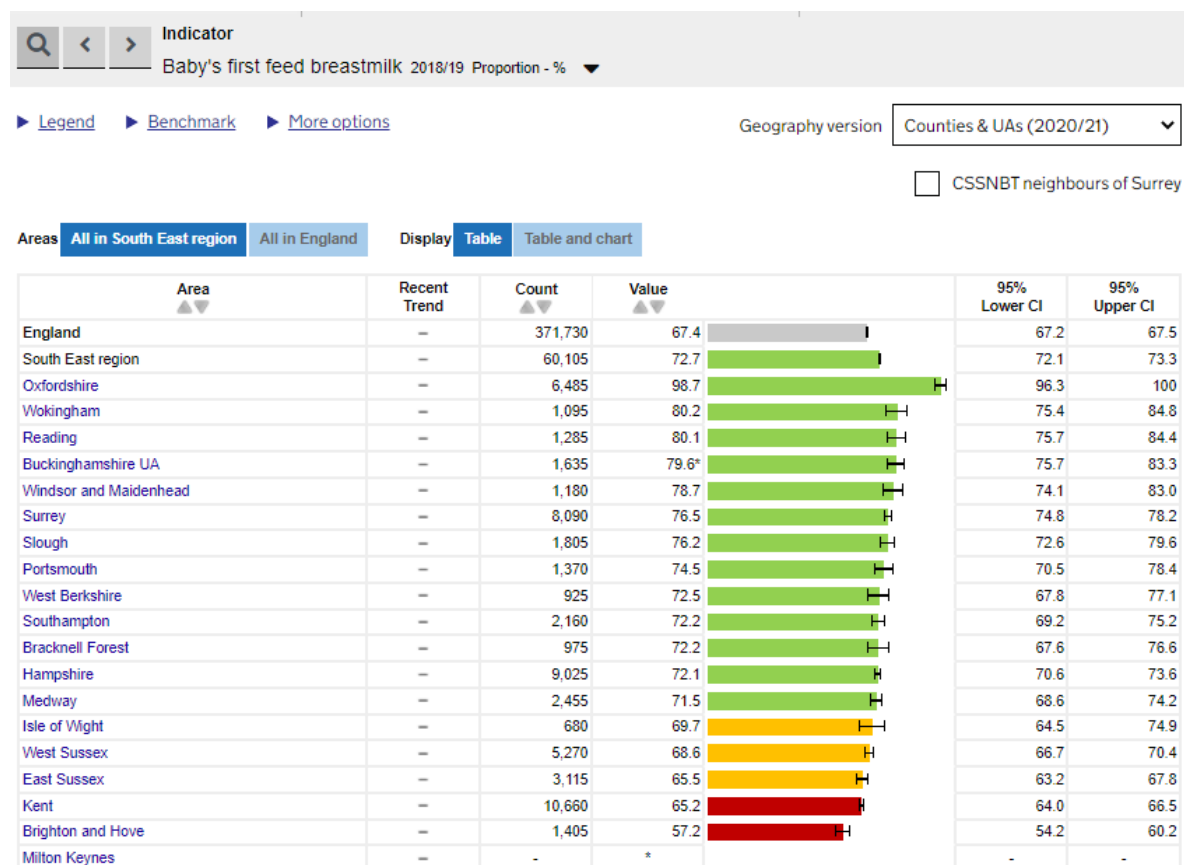 Indicator
Baby's first feed breastmilk 2018/19 Proportion - %
Legend Benchmark More options Geography version Counties & UAs (2020/21)
CSSNBT neighbours of Surrey
Areas All in South East region All in England Display Table Table and chart
Area Recent Trend Count Value 95% Lower CI 95% Upper CI
England – 371,730 67.4 67.2 67.5
South East region – 60,105 72.7 72.1 73.3
Oxfordshire – 6,485 98.7 96.3 100
Wokingham – 1,095 80.2 75.4 84.8
Reading – 1,285 80.1 75.7 84.4
Buckinghamshire UA – 1,635 79.6* 75.7 83.3
Windsor and Maidenhead – 1,180 78.7 74.1 83.0
Surrey – 8,090 76.5 74.8 78.2
Slough – 1,805 76.2 72.6 79.6
Portsmouth – 1,370 74.5 70.5 78.4
West Berkshire – 925 72.5 67.8 77.1
Southampton – 2,160 72.2 69.2 75.2
Bracknell Forest – 975 72.2 67.6 76.6
Hampshire – 9,025 72.1 70.6 73.6
Medway – 2,455 71.5 68.6 74.2
Isle of Wight – 680 69.7 64.5 74.9
West Sussex – 5,270 68.6 66.7 70.4
East Sussex – 3,115 65.5 63.2 67.8
Kent – 10,660 65.2 64.0 66.5
Brighton and Hove – 1,405 57.2 54.2 60.2
Milton Keynes – - * - -